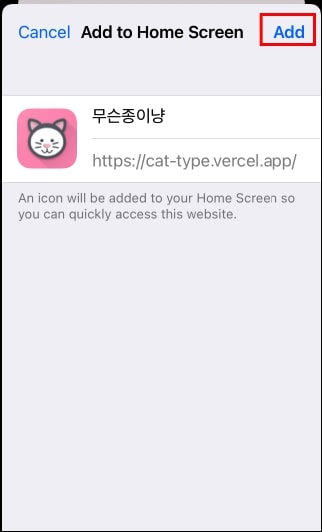 Cancel Add to Home Screen Add
무슨종이냥
https://cat-type.vercel.app/
An icon will be added to your Home Screen so
you can quickly access this website.